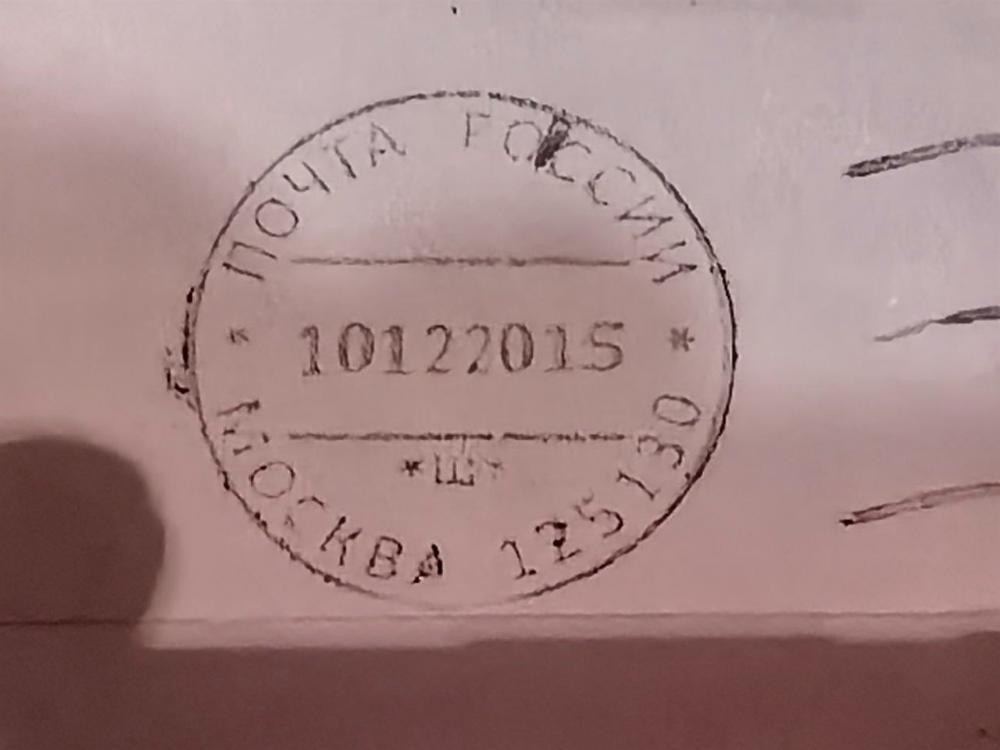 ПОЧТА РОССИИ
* 10122015 *
*Ш*
МОСКВА 125130